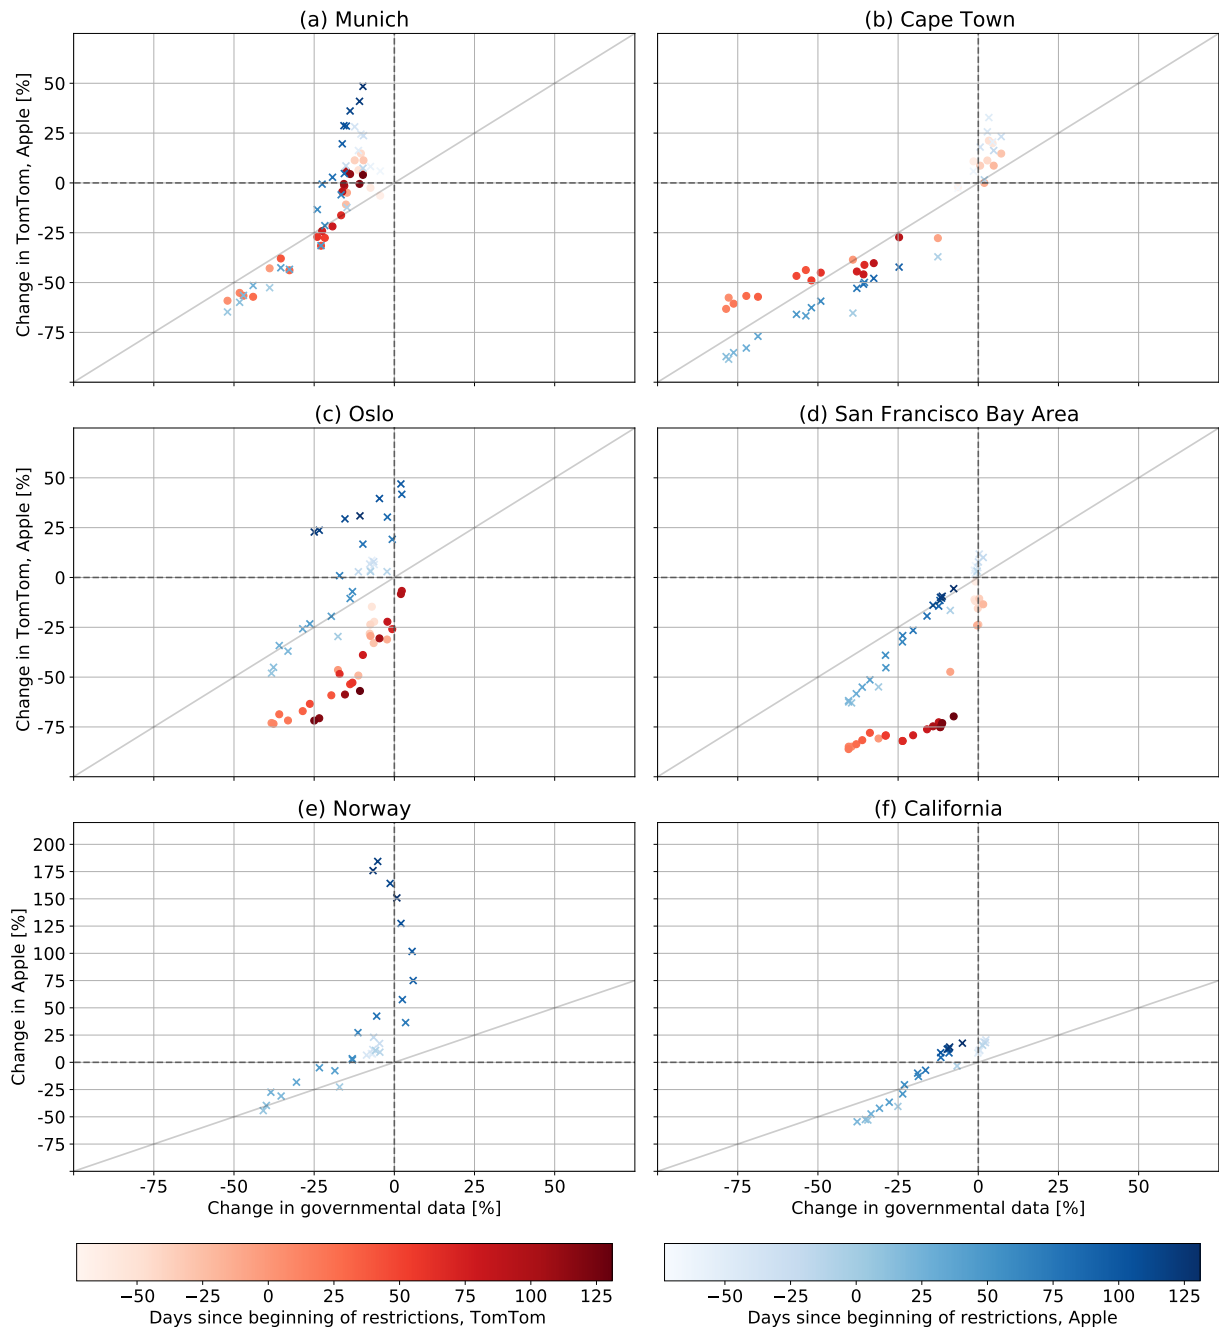 (a) Munich
(b) Cape Town
Change in TomTom, Apple [%]
50
25
0
-25
-50
-75
(c) Oslo
(d) San Francisco Bay Area
Change in TomTom, Apple [%]
50
25
0
-25
-50
-75
(e) Norway
(f) California
Change in Apple [%]
200
175
150
125
100
75
50
25
0
-25
-50
-75
-75 -50 -25 0 25 50
-75 -50 -25 0 25 50
Change in governmental data [%]
Change in governmental data [%]
−50 −25 0 25 50 75 100 125
−50 −25 0 25 50 75 100 125
Days since beginning of restrictions, TomTom
Days since beginning of restrictions, Apple